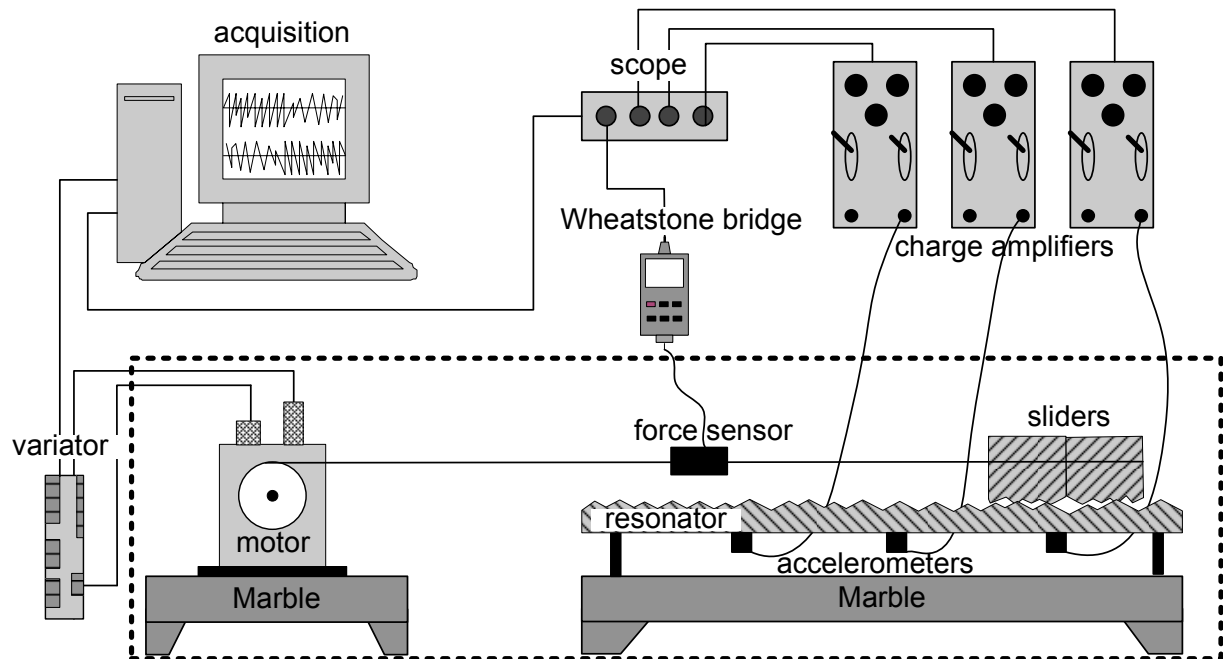 acquisition
scope
Wheatstone bridge
charge amplifiers
variator
force sensor
sliders
motor
resonator
accelerometers
Marble
Marble